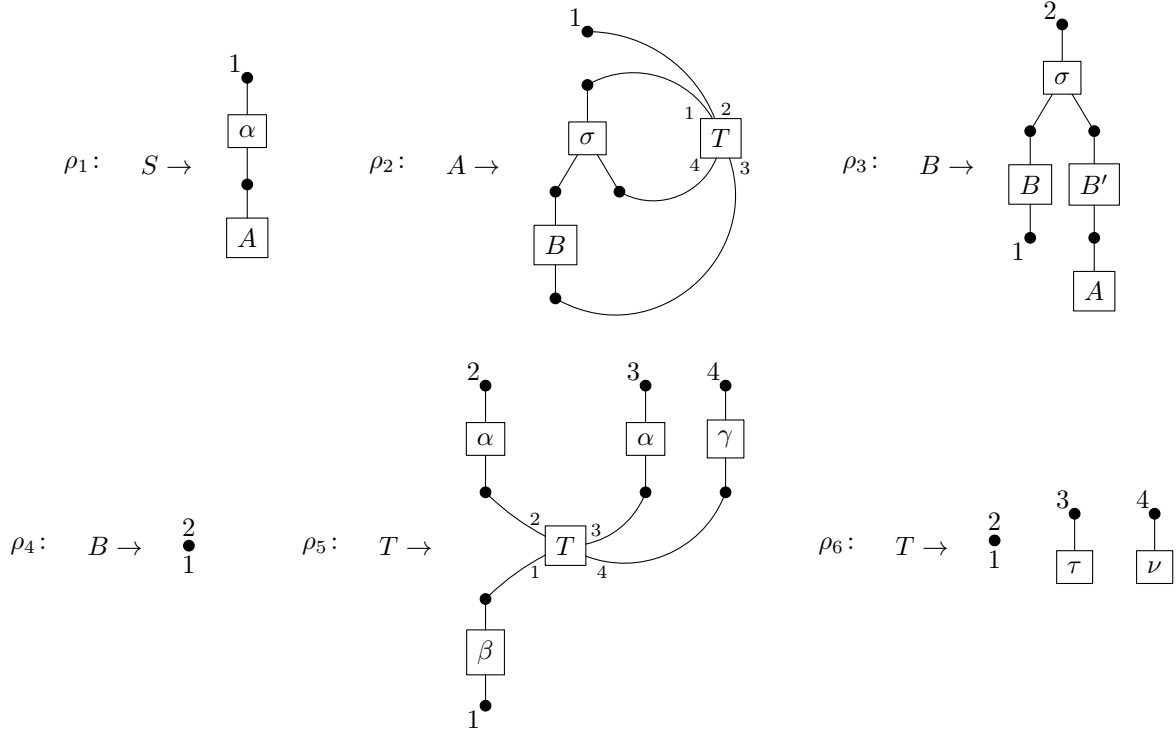 ρ₁: S → 1 α A
ρ₂: A → 1 σ B T 1 2 3 4
ρ₃: B → 2 σ B B′ 1 A
ρ₄: B → 2 1
ρ₅: T → 2 α 3 α 4 γ T 2 3 1 4 β 1
ρ₆: T → 2 1 3 τ 4 ν